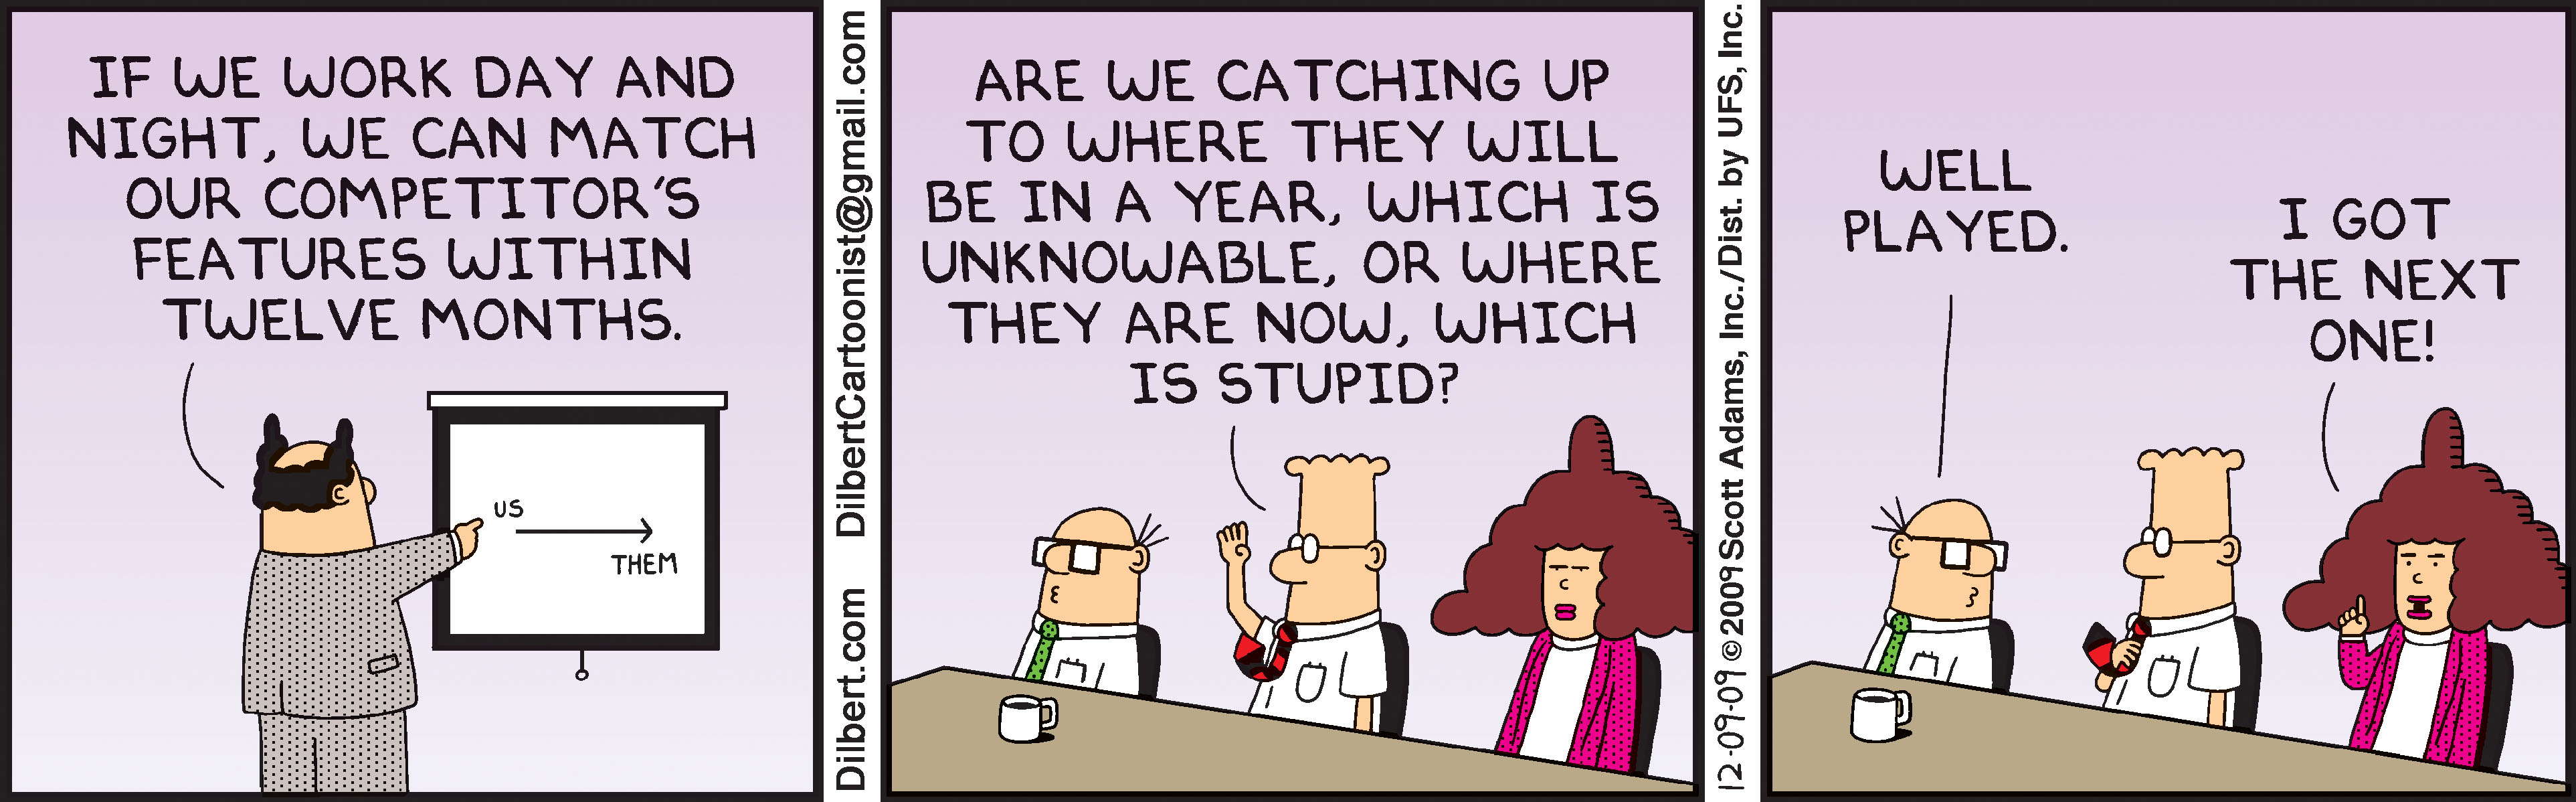 IF WE WORK DAY AND
NIGHT, WE CAN MATCH
OUR COMPETITOR'S
FEATURES WITHIN
TWELVE MONTHS.
US
THEM
Dilbert.com DilbertCartoonist@gmail.com
ARE WE CATCHING UP
TO WHERE THEY WILL
BE IN A YEAR, WHICH IS
UNKNOWABLE, OR WHERE
THEY ARE NOW, WHICH
IS STUPID?
12-09-09 © 2009 Scott Adams, Inc./Dist. by UFS, Inc.
WELL
PLAYED.
I GOT
THE NEXT
ONE!